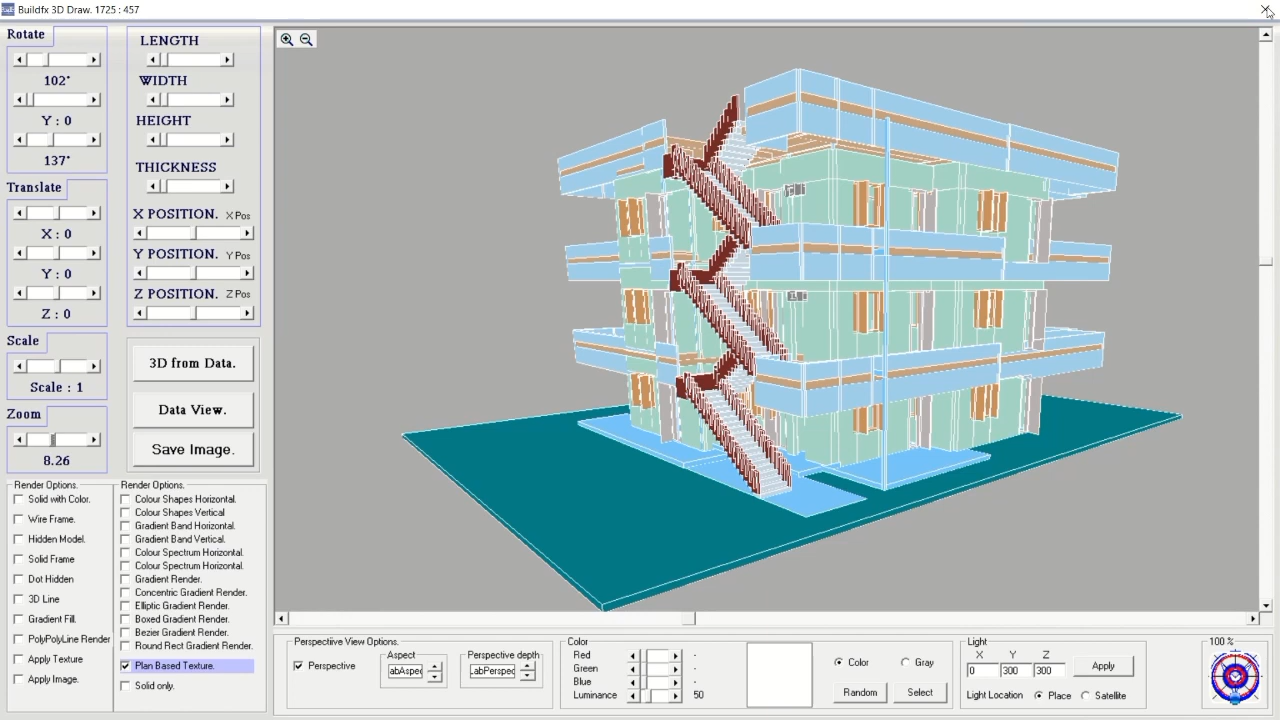 Buildfx 3D Draw. 1725 : 457
Rotate
102°
Y : 0
137°
Translate
X : 0
Y : 0
Z : 0
Scale
Scale : 1
Zoom
8.26
LENGTH
WIDTH
HEIGHT
THICKNESS
X POSITION. X Pos
Y POSITION. Y Pos
Z POSITION. Z Pos
3D from Data.
Data View.
Save Image.
Render Options.
Solid with Color.
Wire Frame.
Hidden Model.
Solid Frame
Dot Hidden
3D Line
Gradient Fill.
PolyPolyLine Render
Apply Texture
Apply Image.
Render Options.
Colour Shapes Horizontal.
Colour Shapes Vertical
Gradient Band Horizontal.
Gradient Band Vertical.
Colour Spectrum Horizontal.
Colour Spectrum Horizontal.
Gradient Render.
Concentric Gradient Render.
Elliptic Gradient Render.
Boxed Gradient Render.
Bezier Gradient Render.
Round Rect Gradient Render.
Plan Based Texture.
Solid only.
Perspective View Options.
Perspective
Aspect
abAspec
Perspective depth
.abPerspec
Color
Red -
Green -
Blue -
Luminance 50
Color Gray
Random Select
Light
X Y Z
0 300 300 Apply
Light Location Place Satellite
100 %